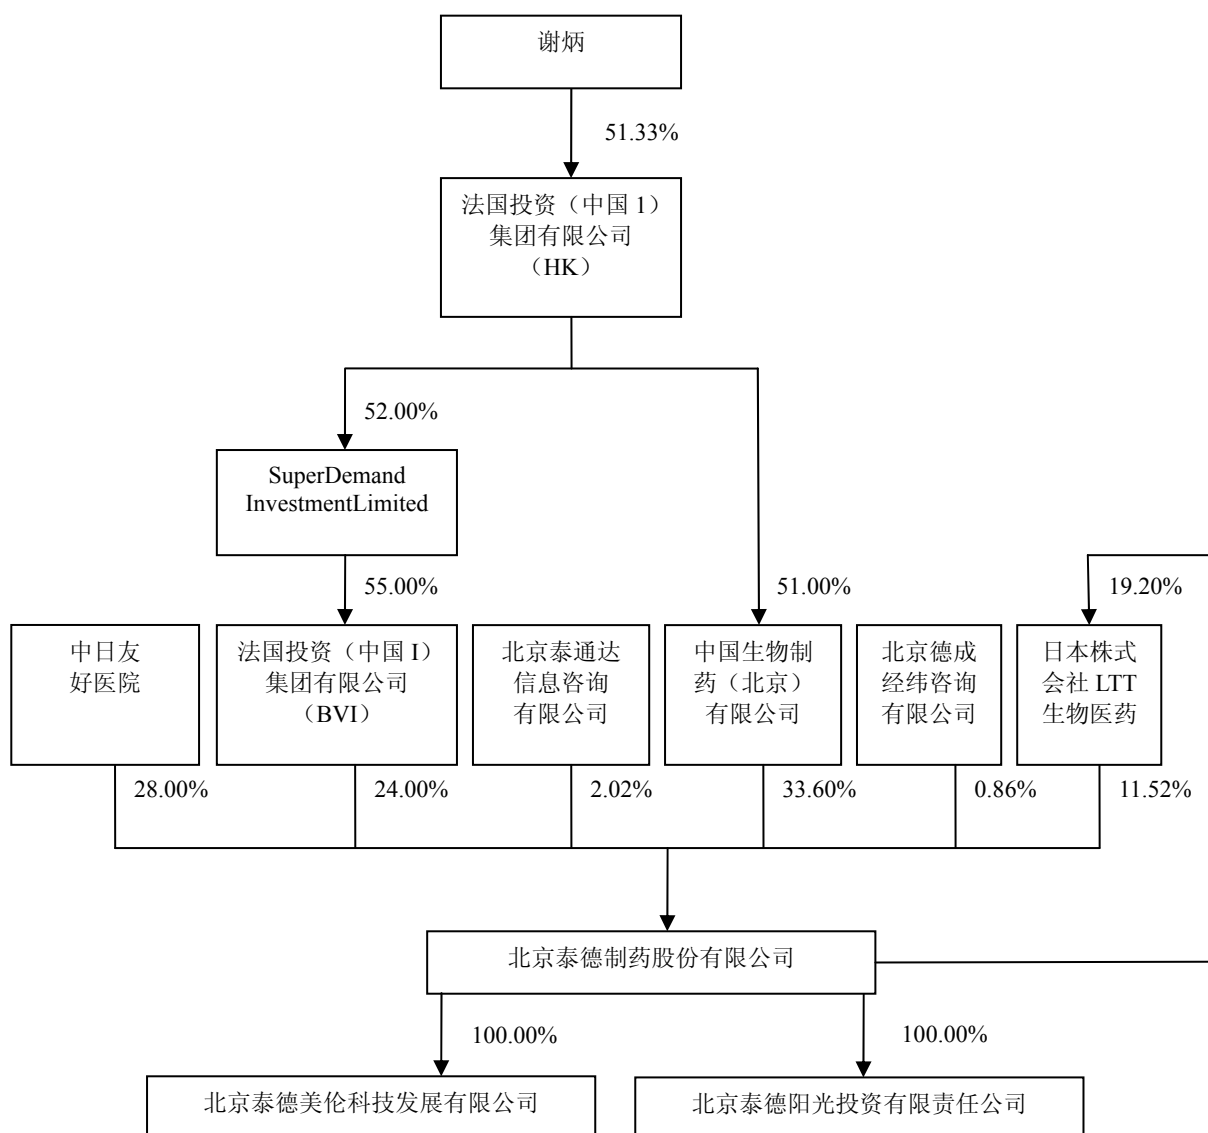 谢炳
51.33%
法国投资（中国 1）
集团有限公司
（HK）
52.00%
SuperDemand
InvestmentLimited
55.00%
51.00%
19.20%
中日友
好医院
法国投资（中国 I）
集团有限公司
（BVI）
北京泰通达
信息咨询
有限公司
中国生物制
药（北京）
有限公司
北京德成
经纬咨询
有限公司
日本株式
会社 LTT
生物医药
28.00%
24.00%
2.02%
33.60%
0.86%
11.52%
北京泰德制药股份有限公司
100.00%
100.00%
北京泰德美伦科技发展有限公司
北京泰德阳光投资有限责任公司